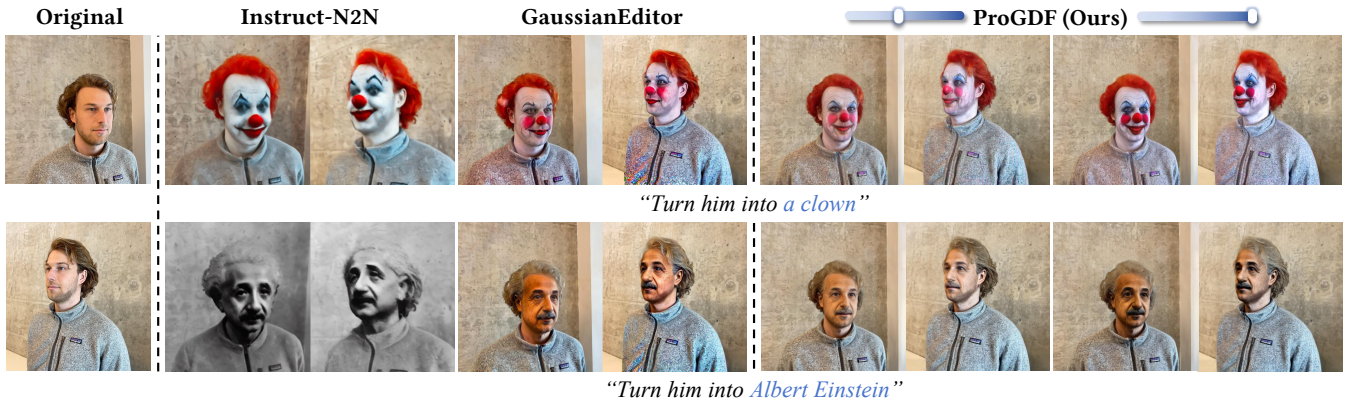 Original Instruct-N2N GaussianEditor ProGDF (Ours)
“Turn him into a clown”
“Turn him into Albert Einstein”